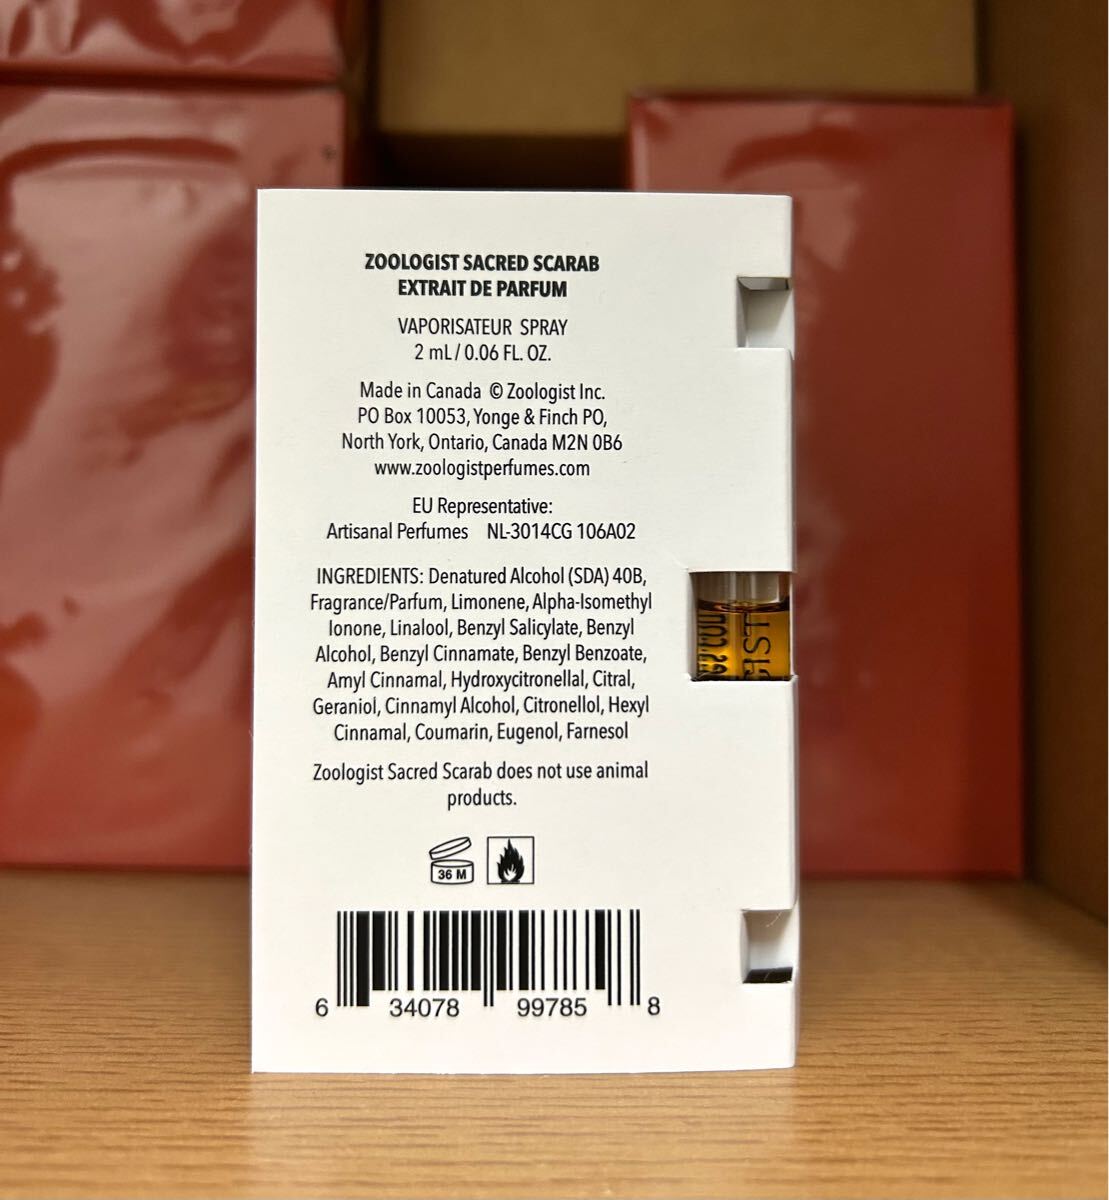 ZOOLOGIST SACRED SCARAB
EXTRAIT DE PARFUM
VAPORISATEUR SPRAY
2 mL / 0.06 FL. OZ.
Made in Canada © Zoologist Inc.
PO Box 10053, Yonge & Finch PO,
North York, Ontario, Canada M2N 0B6
www.zoologistperfumes.com
EU Representative:
Artisanal Perfumes NL-3014CG 106A02
INGREDIENTS: Denatured Alcohol (SDA) 40B,
Fragrance/Parfum, Limonene, Alpha-Isomethyl
Ionone, Linalool, Benzyl Salicylate, Benzyl
Alcohol, Benzyl Cinnamate, Benzyl Benzoate,
Amyl Cinnamal, Hydroxycitronellal, Citral,
Geraniol, Cinnamyl Alcohol, Citronellol, Hexyl
Cinnamal, Coumarin, Eugenol, Farnesol
Zoologist Sacred Scarab does not use animal
products.
36 M
6 34078 99785 8